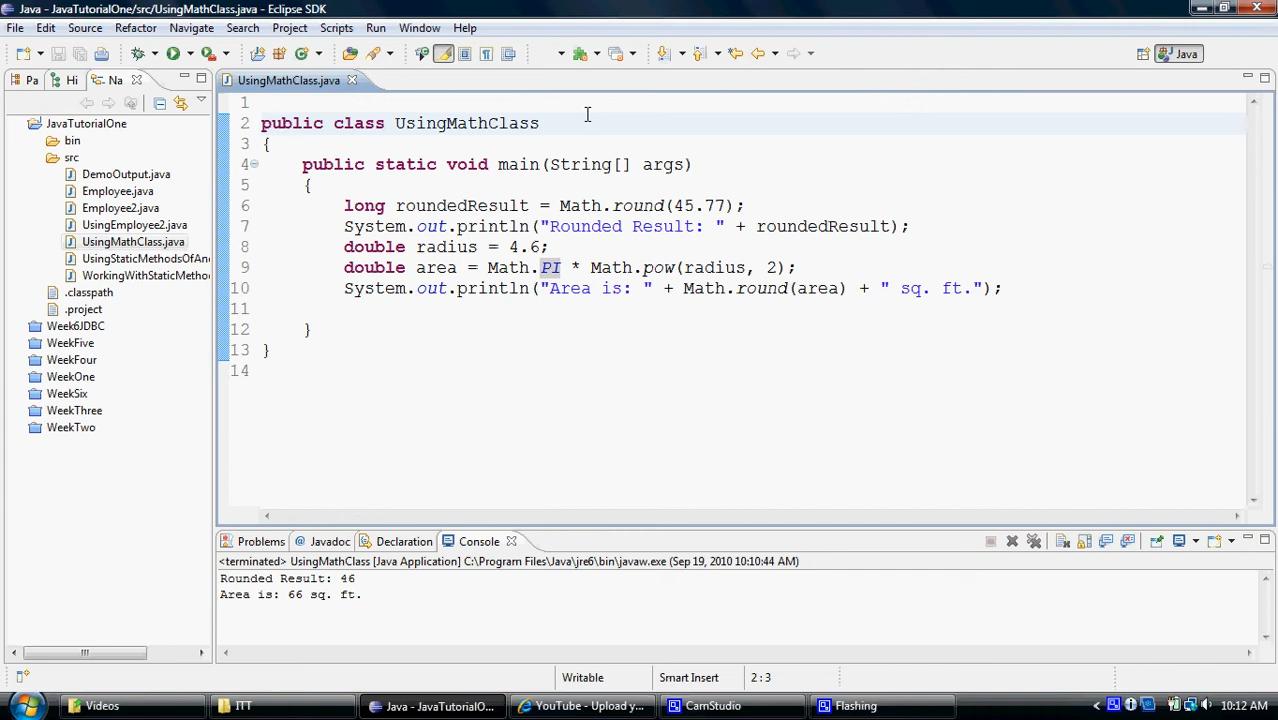 Java - JavaTutorialOne/src/UsingMathClass.java - Eclipse SDK
File Edit Source Refactor Navigate Search Project Scripts Run Window Help
Java
Pa Hi Na
UsingMathClass.java
JavaTutorialOne
bin
src
DemoOutput.java
Employee.java
Employee2.java
UsingEmployee2.java
UsingMathClass.java
UsingStaticMethodsOfAn
WorkingWithStaticMetho
.classpath
.project
Week6JDBC
WeekFive
WeekFour
WeekOne
WeekSix
WeekThree
WeekTwo
1
2 public class UsingMathClass
3 {
4 public static void main(String[] args)
5 {
6 long roundedResult = Math.round(45.77);
7 System.out.println("Rounded Result: " + roundedResult);
8 double radius = 4.6;
9 double area = Math.PI * Math.pow(radius, 2);
10 System.out.println("Area is: " + Math.round(area) + " sq. ft.");
11
12 }
13 }
14
Problems @ Javadoc Declaration Console
<terminated> UsingMathClass [Java Application] C:\Program Files\Java\jre6\bin\javaw.exe (Sep 19, 2010 10:10:44 AM)
Rounded Result: 46
Area is: 66 sq. ft.
Writable Smart Insert 2 : 3
Videos ITT Java - JavaTutorialO... YouTube - Upload y... CamStudio Flashing 10:12 AM